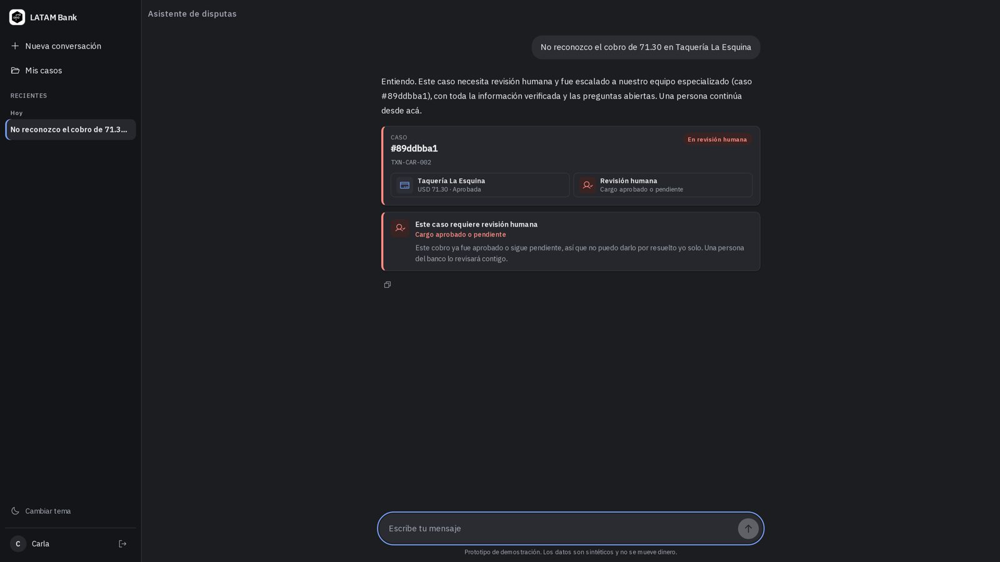 LATAM Bank
Nueva conversación
Mis casos
RECIENTES
Hoy
No reconozco el cobro de 71.3...
Cambiar tema
C
Carla
Asistente de disputas
No reconozco el cobro de 71.30 en Taquería La Esquina
Entiendo. Este caso necesita revisión humana y fue escalado a nuestro equipo especializado (caso
#89ddbba1), con toda la información verificada y las preguntas abiertas. Una persona continúa
desde acá.
CASO
#89ddbba1
En revisión humana
TXN-CAR-002
Taquería La Esquina
USD 71.30 · Aprobada
Revisión humana
Cargo aprobado o pendiente
Este caso requiere revisión humana
Cargo aprobado o pendiente
Este cobro ya fue aprobado o sigue pendiente, así que no puedo darlo por resuelto yo solo. Una persona
del banco lo revisará contigo.
Escribe tu mensaje
Prototipo de demostración. Los datos son sintéticos y no se mueve dinero.